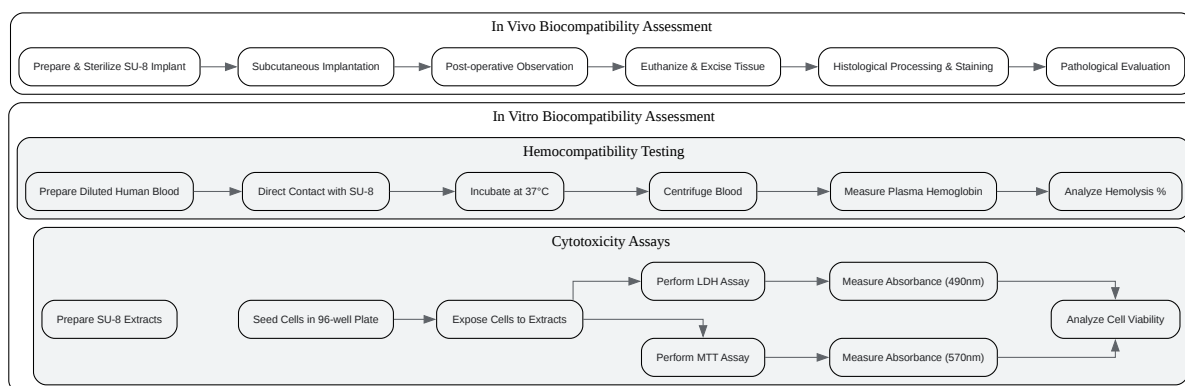 In Vivo Biocompatibility Assessment
Prepare & Sterilize SU-8 Implant
Subcutaneous Implantation
Post-operative Observation
Euthanize & Excise Tissue
Histological Processing & Staining
Pathological Evaluation
In Vitro Biocompatibility Assessment
Hemocompatibility Testing
Prepare Diluted Human Blood
Direct Contact with SU-8
Incubate at 37°C
Centrifuge Blood
Measure Plasma Hemoglobin
Analyze Hemolysis %
Cytotoxicity Assays
Prepare SU-8 Extracts
Seed Cells in 96-well Plate
Expose Cells to Extracts
Perform LDH Assay
Measure Absorbance (490nm)
Perform MTT Assay
Measure Absorbance (570nm)
Analyze Cell Viability